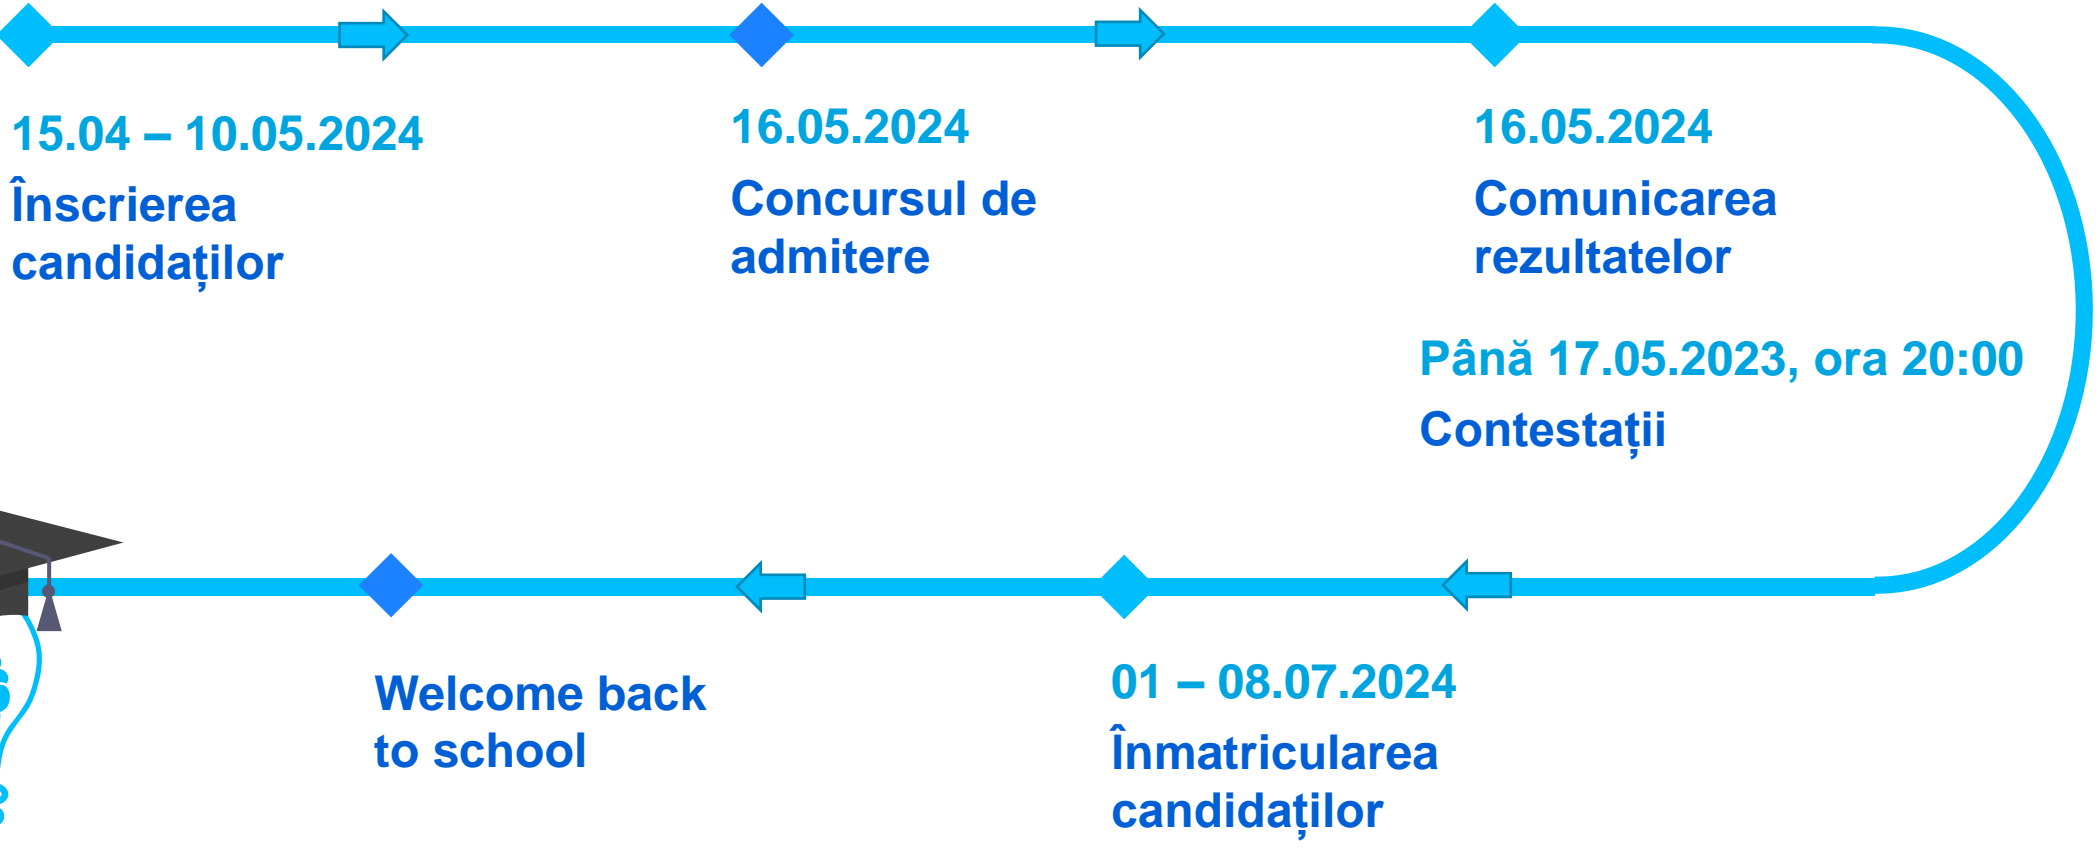 15.04 – 10.05.2024
Înscrierea
candidaților
16.05.2024
Concursul de
admitere
16.05.2024
Comunicarea
rezultatelor
Până 17.05.2023, ora 20:00
Contestații
01 – 08.07.2024
Înmatricularea
candidaților
Welcome back
to school